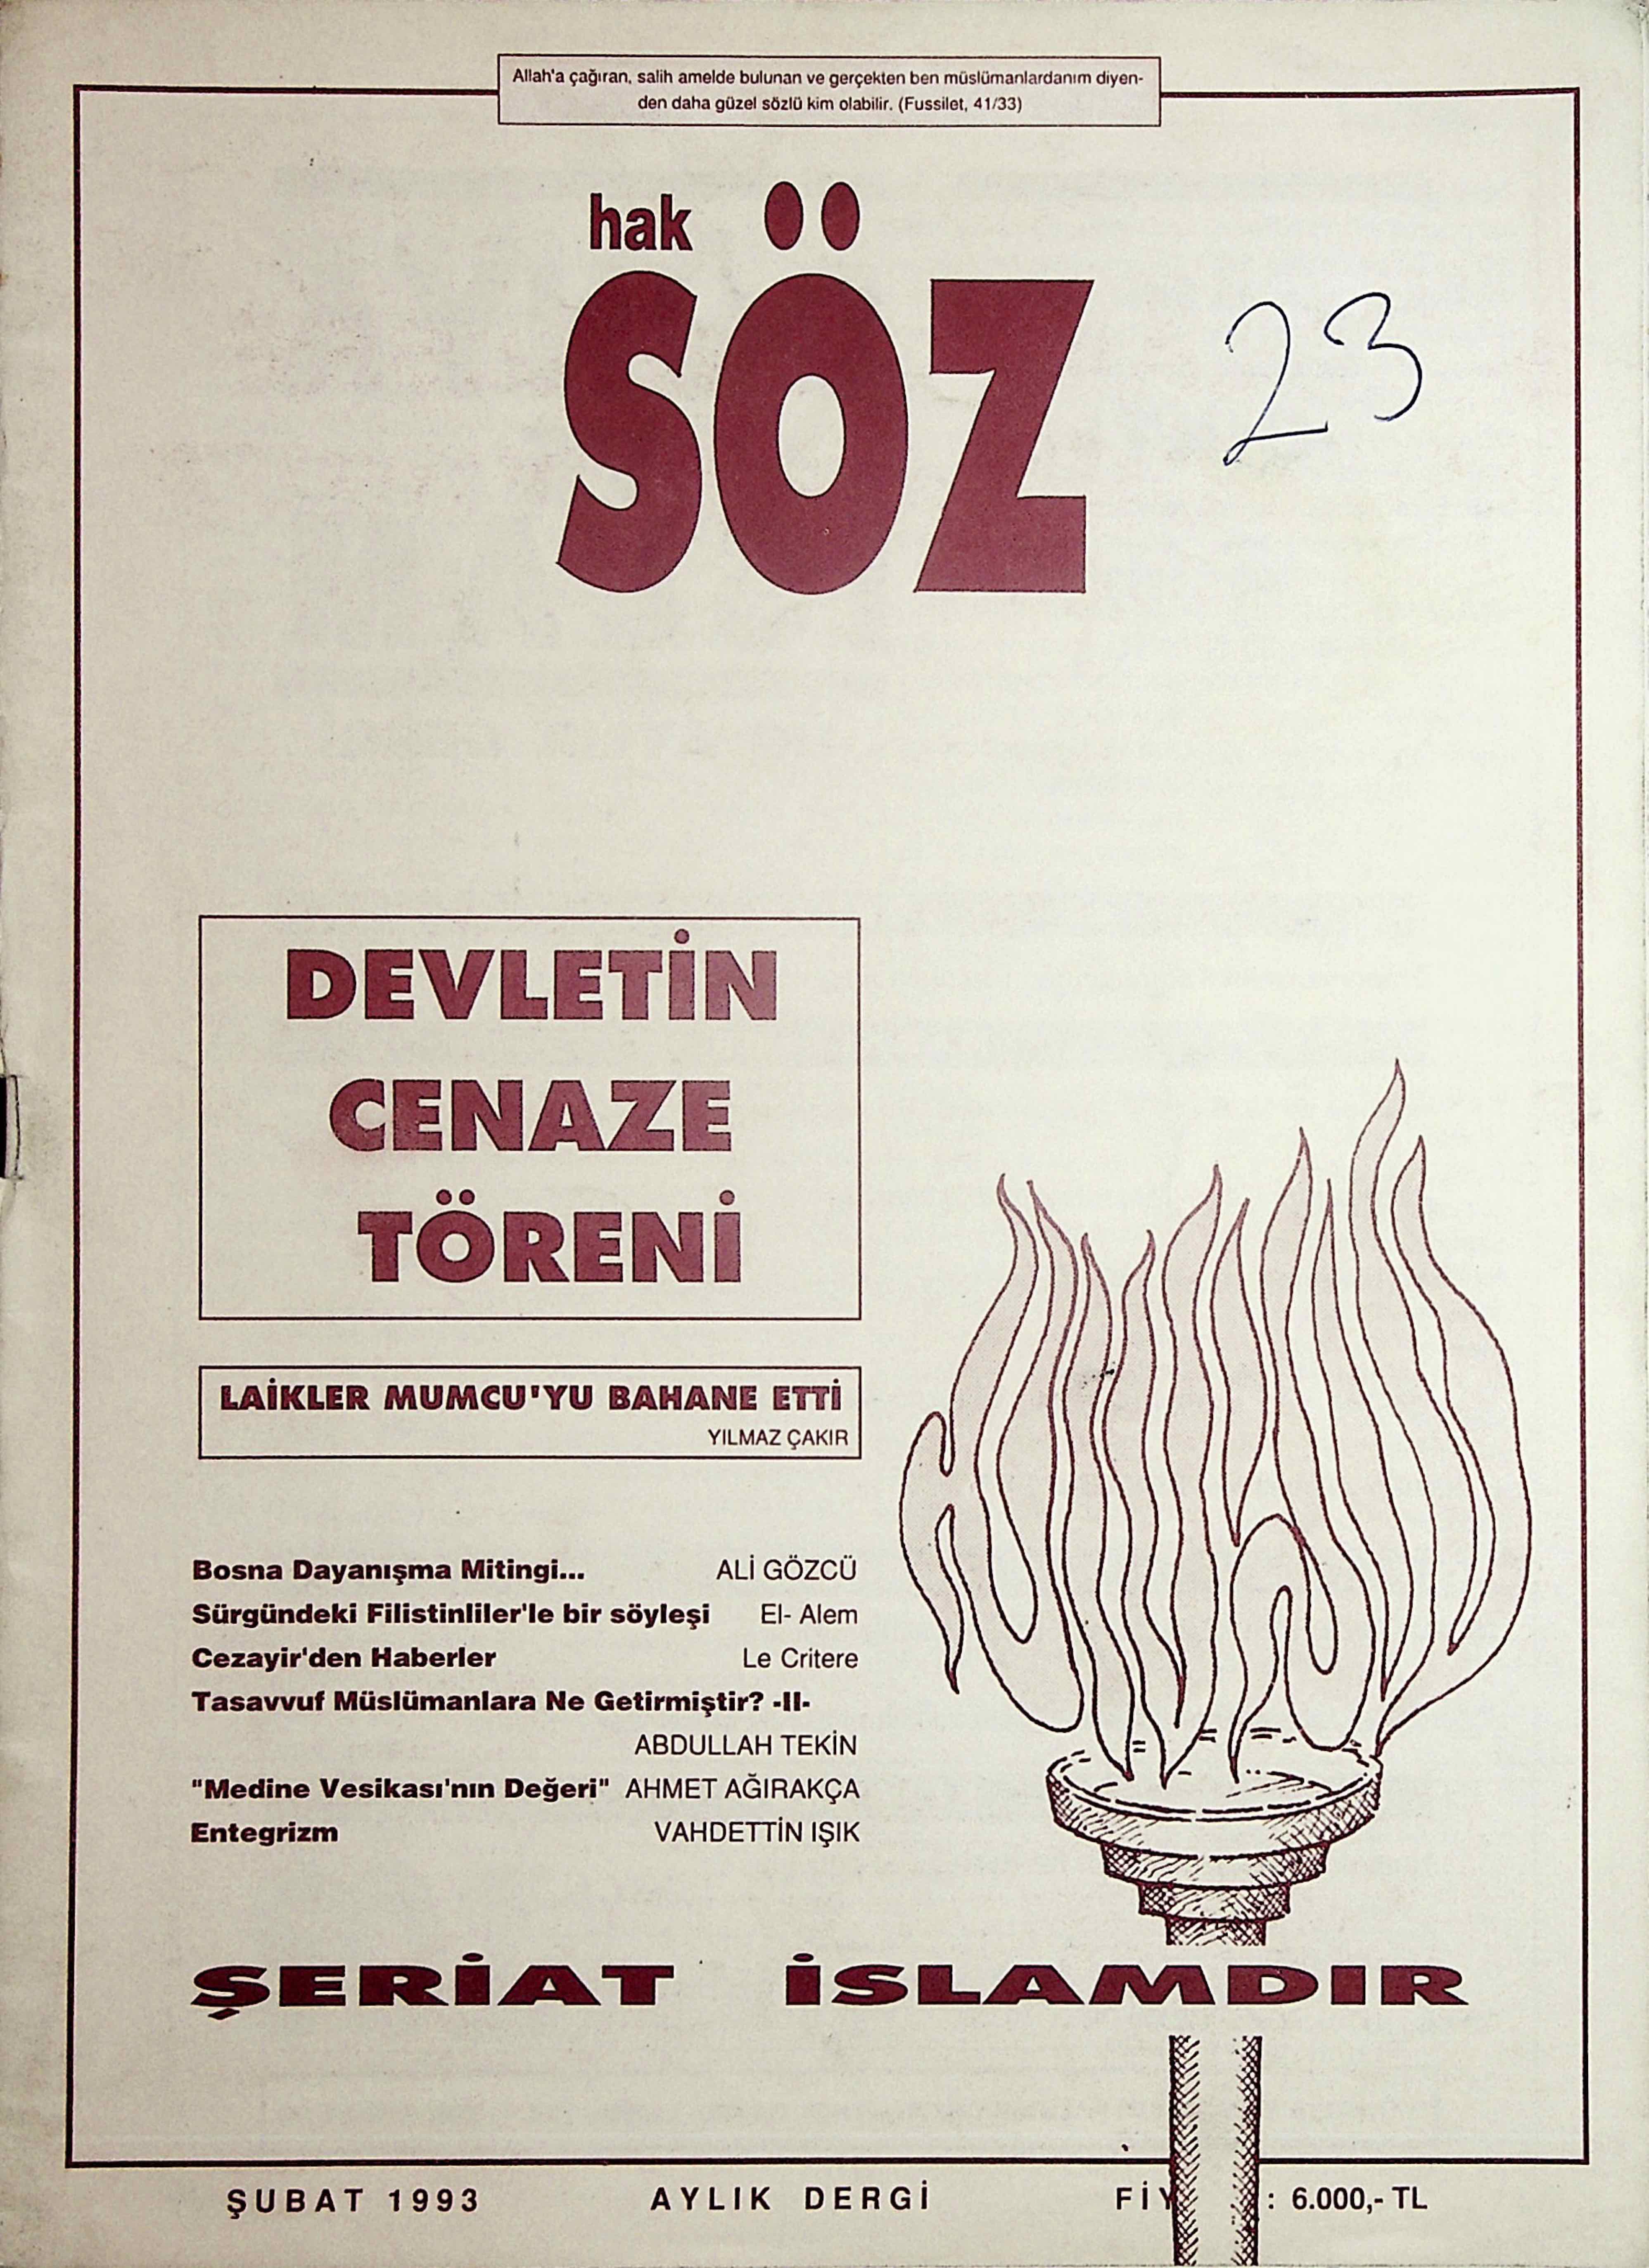 Allah'a çağıran, salih amelde bulunan ve gerçekten ben müslümanlardanım diyen-
den daha güzel sözlü kim olabilir. (Fussilet, 41/33)
hak
SÖZ
23
DEVLETİN
CENAZE
TÖRENİ
LAİKLER MUMCU'YU BAHANE ETTİ
YILMAZ ÇAKIR
Bosna Dayanışma Mitingi... ALİ GÖZCÜ
Sürgündeki Filistinliler'le bir söyleşi El- Alem
Cezayir'den Haberler Le Critere
Tasavvuf Müslümanlara Ne Getirmiştir? -II-
ABDULLAH TEKİN
"Medine Vesikası'nın Değeri" AHMET AĞIRAKÇA
Entegrizm VAHDETTİN IŞIK
ŞERİAT İSLAMDIR
ŞUBAT 1993 AYLIK DERGİ : 6.000,- TL